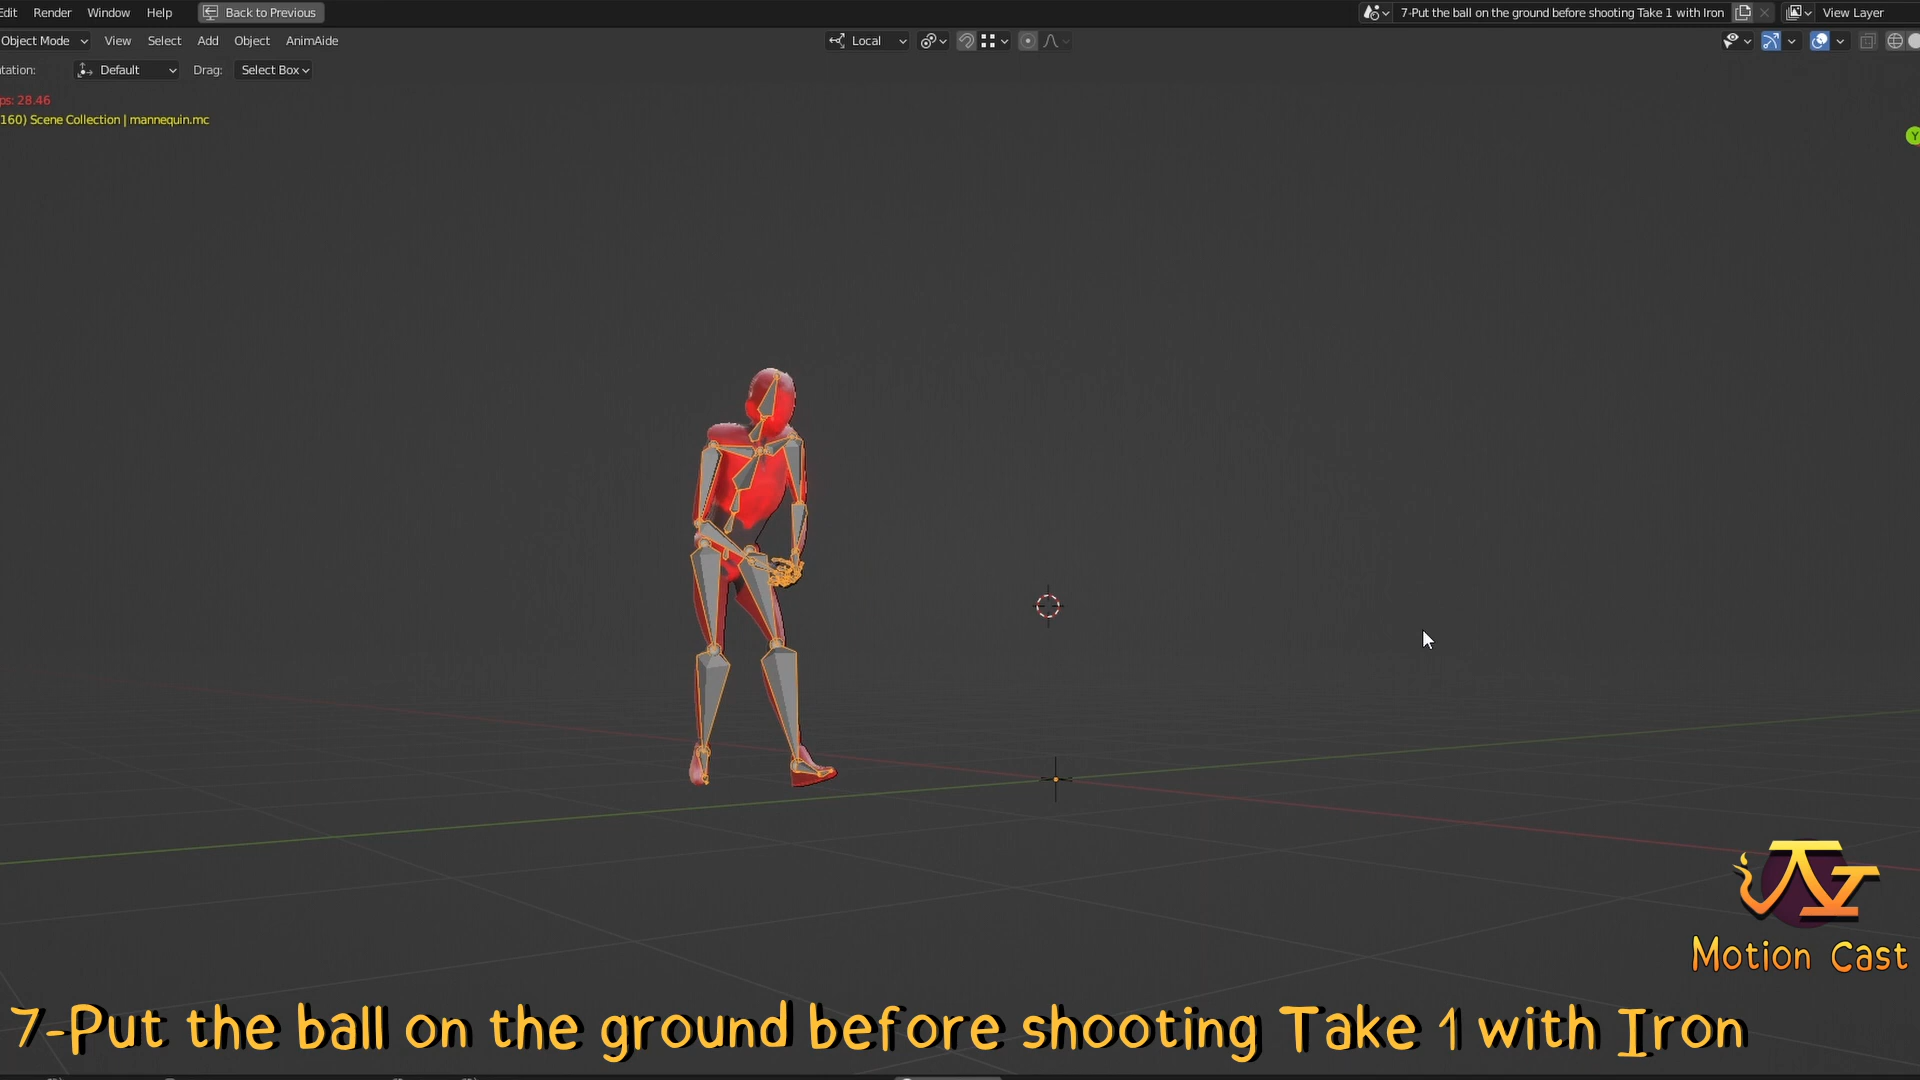 Edit Render Window Help Back to Previous 7-Put the ball on the ground before shooting Take 1 with Iron View Layer
Object Mode View Select Add Object AnimAide Local
tation: Default Drag: Select Box
ps: 28.46
160) Scene Collection | mannequin.mc
Y
Motion Cast
7-Put the ball on the ground before shooting Take 1 with Iron